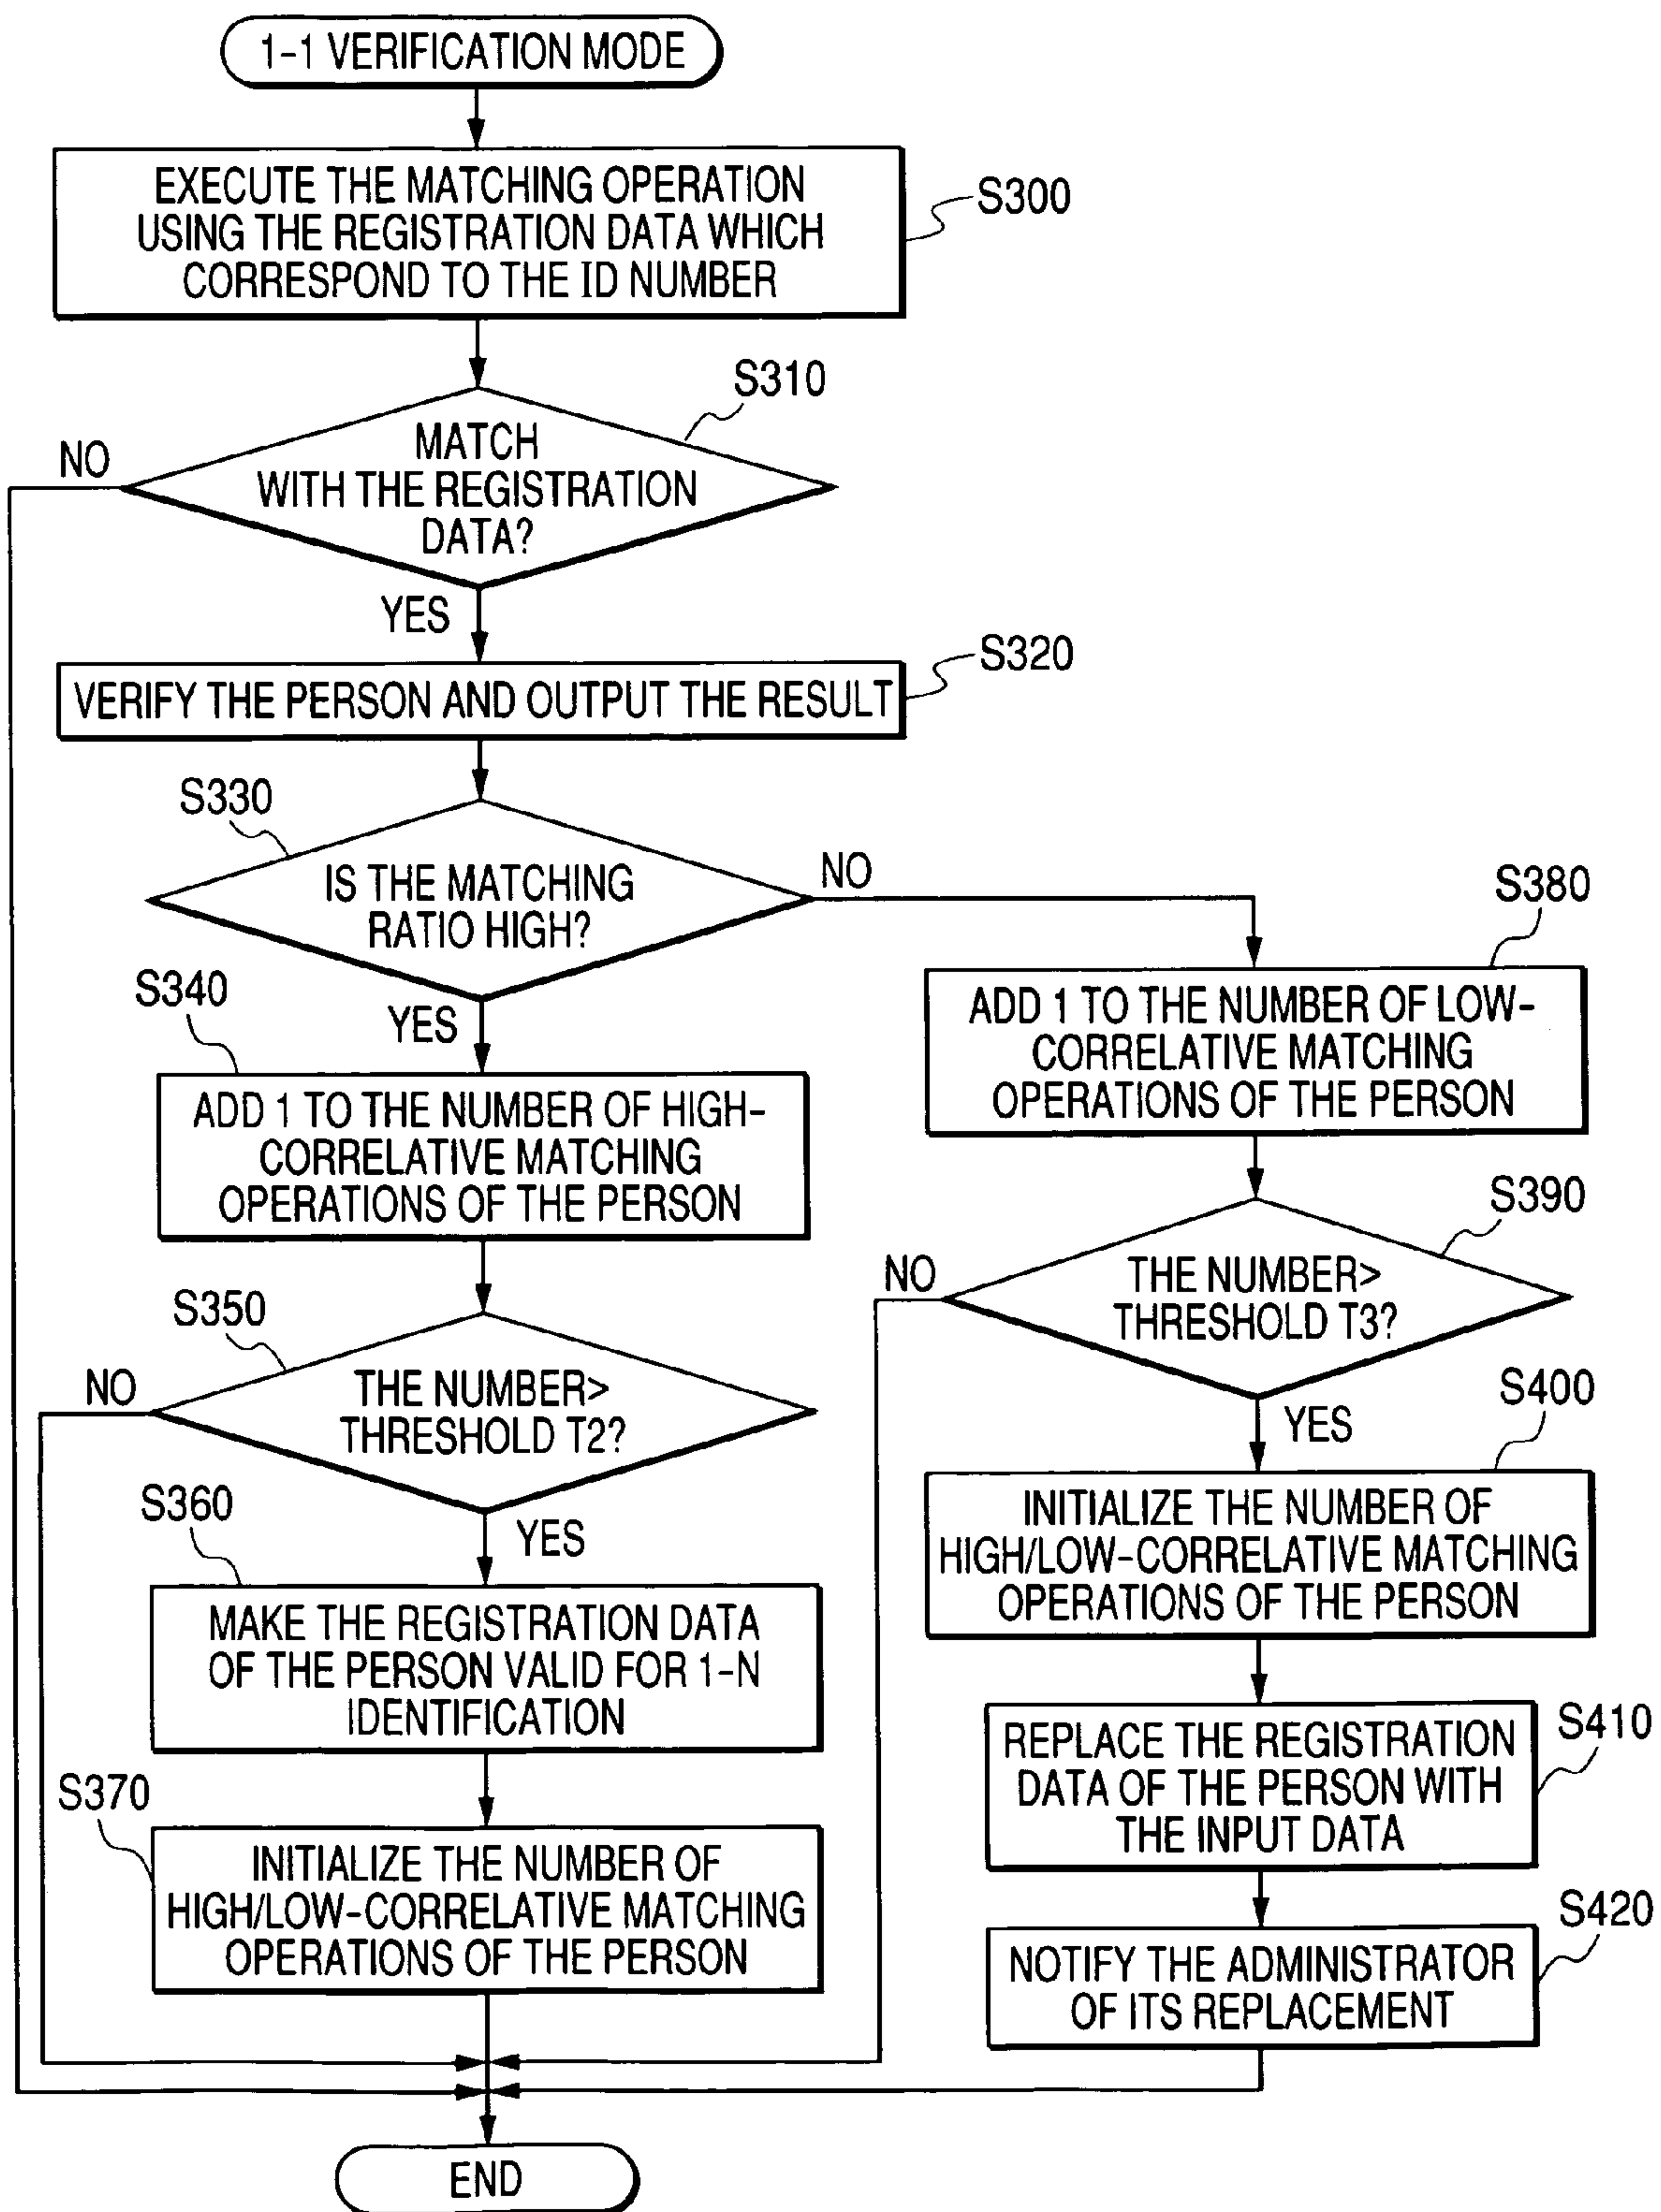 1-1 VERIFICATION MODE
EXECUTE THE MATCHING OPERATION
USING THE REGISTRATION DATA WHICH
CORRESPOND TO THE ID NUMBER
S300
S310
MATCH
WITH THE REGISTRATION
DATA?
NO
YES
S320
VERIFY THE PERSON AND OUTPUT THE RESULT
S330
IS THE MATCHING
RATIO HIGH?
NO
YES
S340
ADD 1 TO THE NUMBER OF HIGH-
CORRELATIVE MATCHING
OPERATIONS OF THE PERSON
S350
THE NUMBER>
THRESHOLD T2?
NO
YES
S360
MAKE THE REGISTRATION DATA
OF THE PERSON VALID FOR 1-N
IDENTIFICATION
S370
INITIALIZE THE NUMBER OF
HIGH/LOW-CORRELATIVE MATCHING
OPERATIONS OF THE PERSON
S380
ADD 1 TO THE NUMBER OF LOW-
CORRELATIVE MATCHING
OPERATIONS OF THE PERSON
S390
THE NUMBER>
THRESHOLD T3?
NO
YES
S400
INITIALIZE THE NUMBER OF
HIGH/LOW-CORRELATIVE MATCHING
OPERATIONS OF THE PERSON
S410
REPLACE THE REGISTRATION
DATA OF THE PERSON WITH
THE INPUT DATA
S420
NOTIFY THE ADMINISTRATOR
OF ITS REPLACEMENT
END